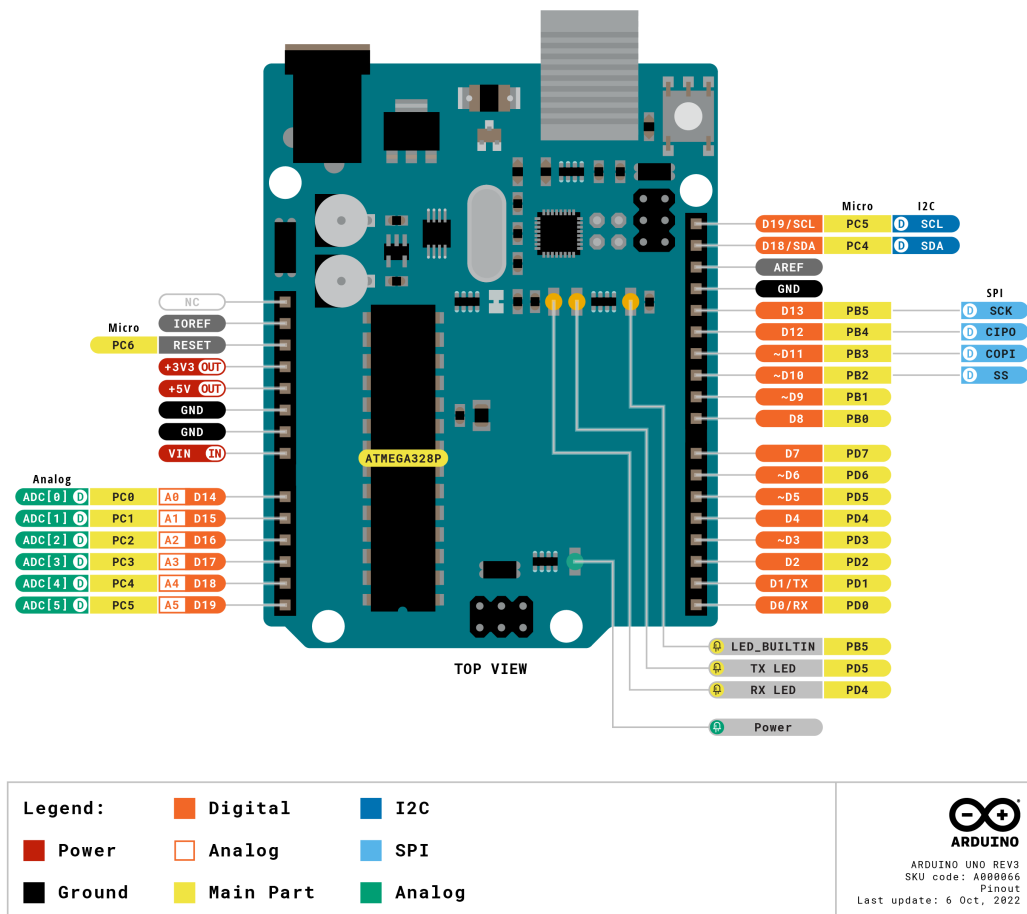 Micro I2C
D19/SCL PC5 D SCL
D18/SDA PC4 D SDA
AREF
GND
SPI
D13 PB5 D SCK
D12 PB4 D CIPO
~D11 PB3 D COPI
~D10 PB2 D SS
~D9 PB1
D8 PB0
D7 PD7
~D6 PD6
~D5 PD5
D4 PD4
~D3 PD3
D2 PD2
D1/TX PD1
D0/RX PD0
NC
IOREF
Micro
PC6 RESET
+3V3 OUT
+5V OUT
GND
GND
VIN IN
Analog
ADC[0] D PC0 A0 D14
ADC[1] D PC1 A1 D15
ADC[2] D PC2 A2 D16
ADC[3] D PC3 A3 D17
ADC[4] D PC4 A4 D18
ADC[5] D PC5 A5 D19
ATMEGA328P
LED_BUILTIN PB5
TX LED PD5
RX LED PD4
Power
TOP VIEW
Legend:
Digital
I2C
Power
Analog
SPI
Ground
Main Part
Analog
ARDUINO
ARDUINO UNO REV3
SKU code: A000066
Pinout
Last update: 6 Oct, 2022